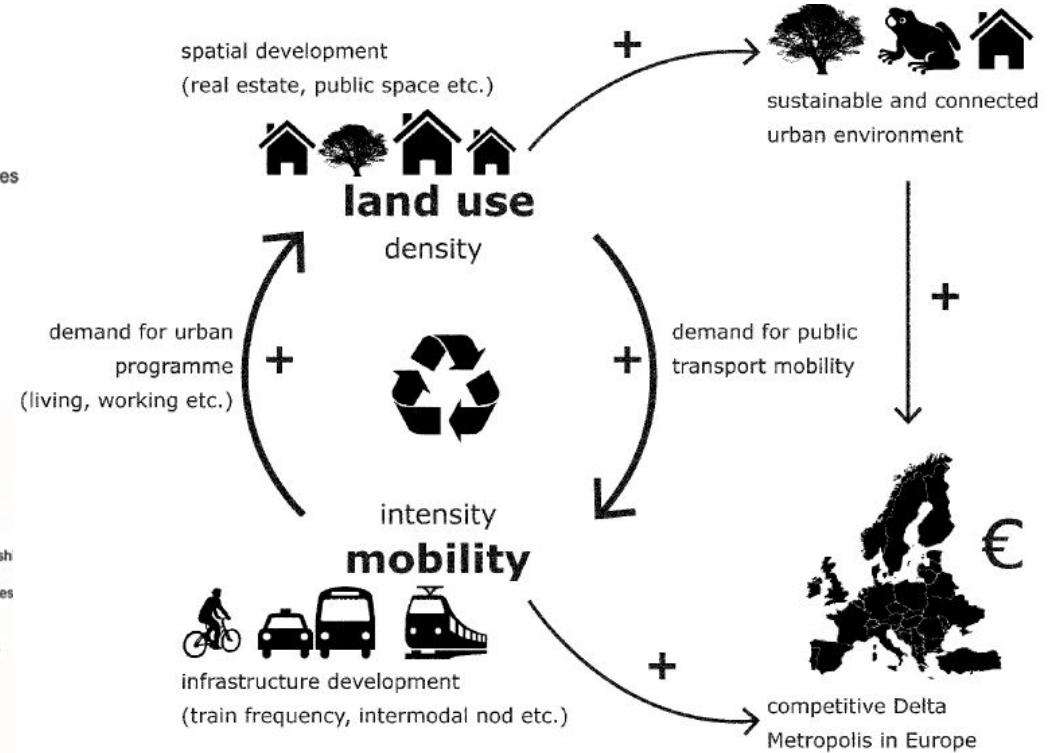 spatial development
(real estate, public space etc.)
land use
density
+
sustainable and connected
urban environment
+
demand for urban
programme
(living, working etc.)
+
+
demand for public
transport mobility
intensity
mobility
infrastructure development
(train frequency, intermodal nod etc.)
+
€
competitive Delta
Metropolis in Europe